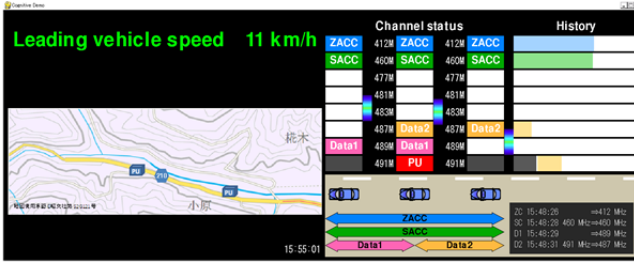 Cognitive Demo
Leading vehicle speed 11 km/h
Channel status
History
ZACC 412M ZACC 412M ZACC
SACC 460M SACC 460M SACC
477M 477M
481M 481M
483M 483M
487M Data2 487M Data2
Data1 489M Data1 489M
491M PU 491M
椛木
PU
210
PU
小原
15:55:01
ZACC
SACC
Data1
Data2
ZC 15:48:26 ⇒412 MHz
SC 15:48:28 460 MHz⇒460 MHz
D1 15:48:29 ⇒489 MHz
D2 15:48:31 491 MHz⇒487 MHz